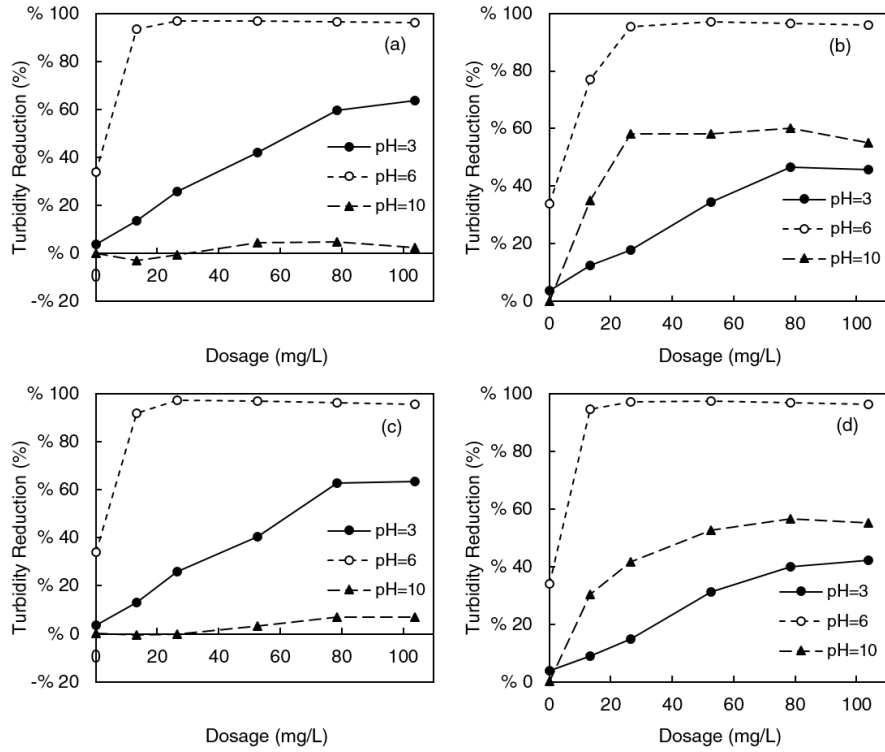 % 100
% 80
% 60
% 40
% 20
% 0
-% 20
0
20
40
60
80
100
Turbidity Reduction (%)
Dosage (mg/L)
(a)
pH=3
pH=6
pH=10
% 100
% 80
% 60
% 40
% 20
% 0
0
20
40
60
80
100
Turbidity Reduction (%)
Dosage (mg/L)
(b)
pH=3
pH=6
pH=10
% 100
% 80
% 60
% 40
% 20
% 0
-% 20
0
20
40
60
80
100
Turbidity Reduction (%)
Dosage (mg/L)
(c)
pH=3
pH=6
pH=10
% 100
% 80
% 60
% 40
% 20
% 0
0
20
40
60
80
100
Turbidity Reduction (%)
Dosage (mg/L)
(d)
pH=3
pH=6
pH=10